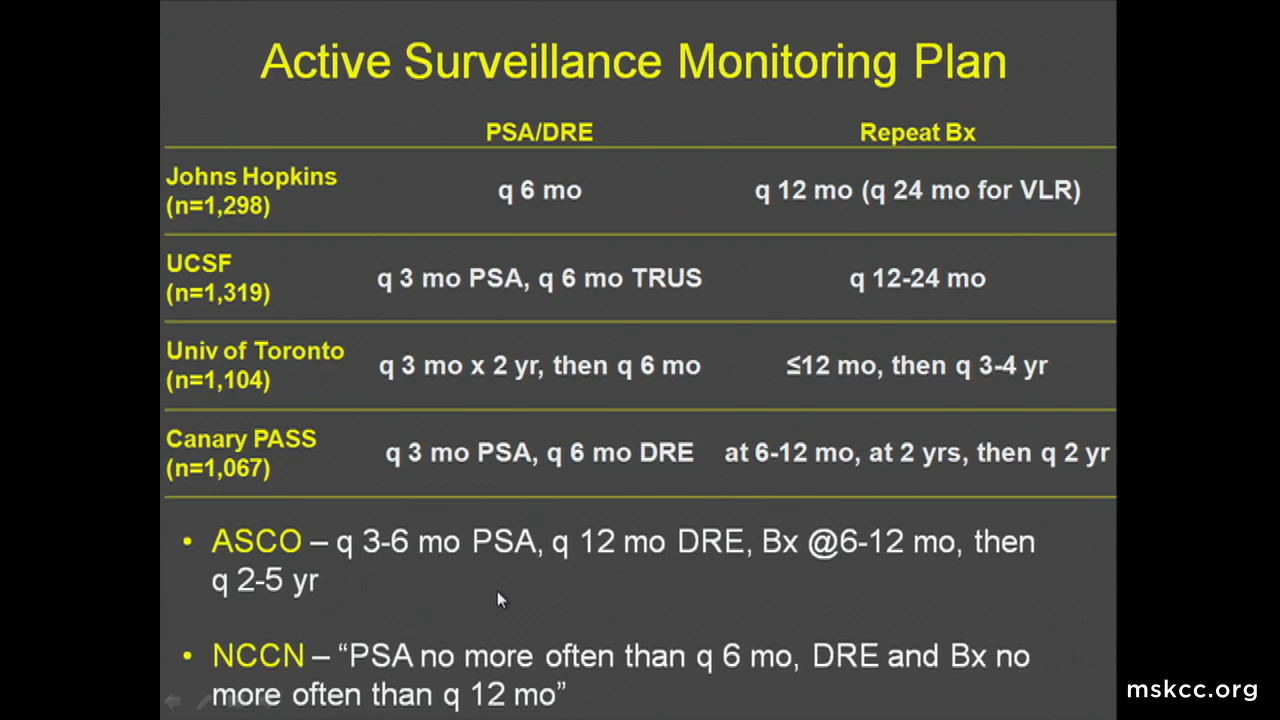 Active Surveillance Monitoring Plan
PSA/DRE Repeat Bx
Johns Hopkins
(n=1,298) q 6 mo q 12 mo (q 24 mo for VLR)
UCSF
(n=1,319) q 3 mo PSA, q 6 mo TRUS q 12-24 mo
Univ of Toronto
(n=1,104) q 3 mo x 2 yr, then q 6 mo ≤12 mo, then q 3-4 yr
Canary PASS
(n=1,067) q 3 mo PSA, q 6 mo DRE at 6-12 mo, at 2 yrs, then q 2 yr
• ASCO – q 3-6 mo PSA, q 12 mo DRE, Bx @6-12 mo, then
q 2-5 yr
• NCCN – “PSA no more often than q 6 mo, DRE and Bx no
more often than q 12 mo”
mskcc.org